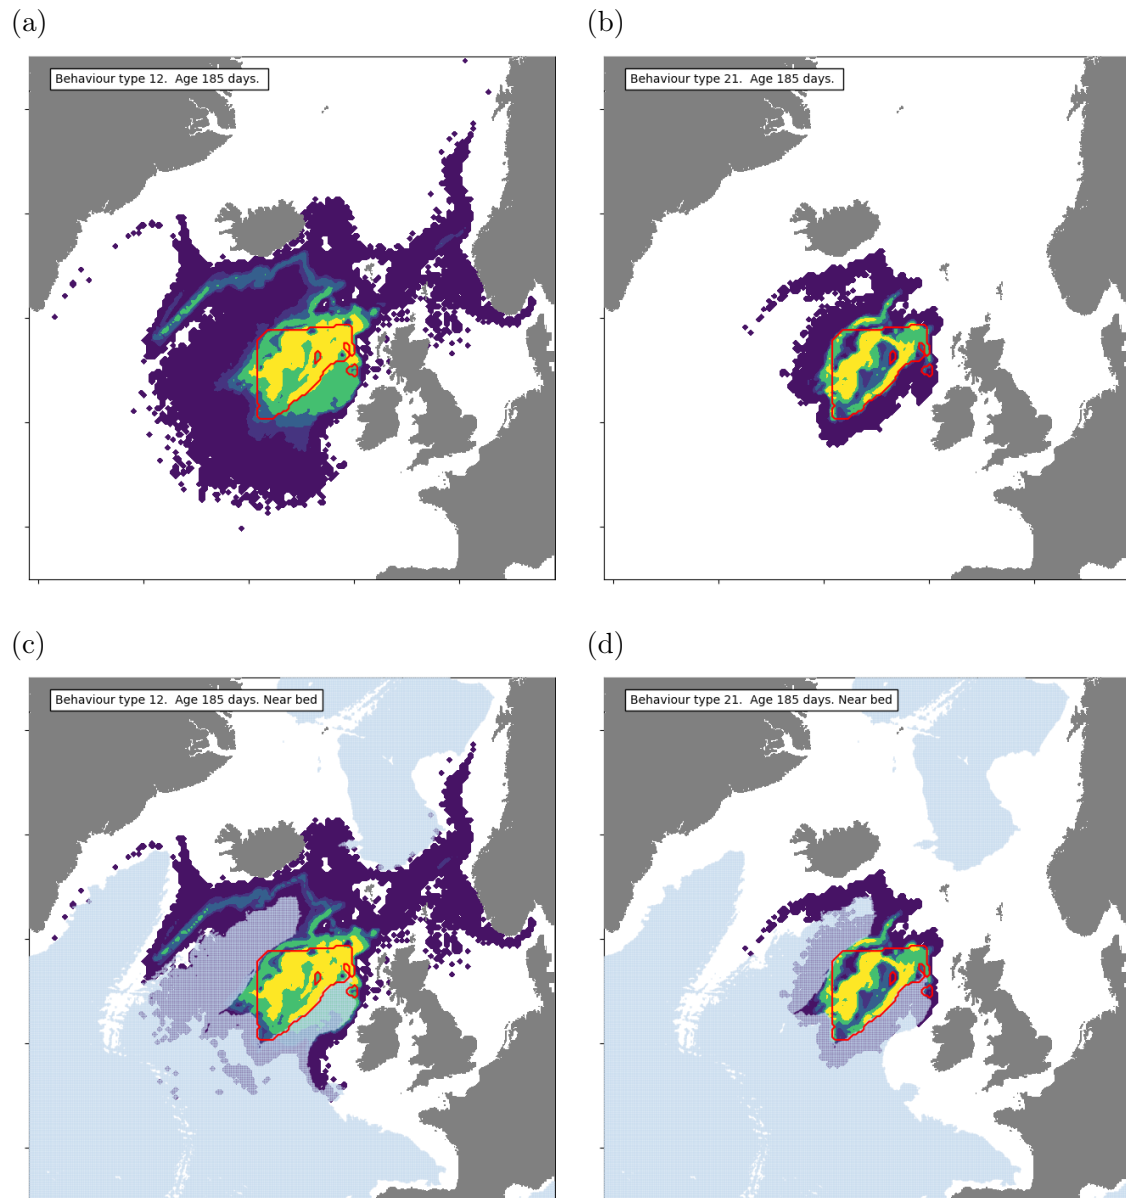 (a)
(b)
Behaviour type 12.  Age 185 days.
Behaviour type 21.  Age 185 days.
(c)
(d)
Behaviour type 12.  Age 185 days. Near bed
Behaviour type 21.  Age 185 days. Near bed